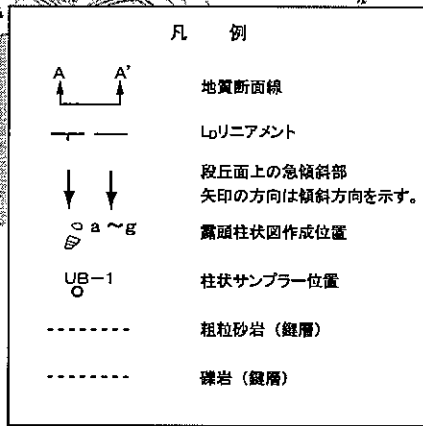 凡 例
A A' 地質断面線
LDリニアメント
段丘面上の急傾斜部
矢印の方向は傾斜方向を示す。
a～g 露頭柱状図作成位置
UB-1 柱状サンプラー位置
粗粒砂岩（鍵層）
礫岩（鍵層）